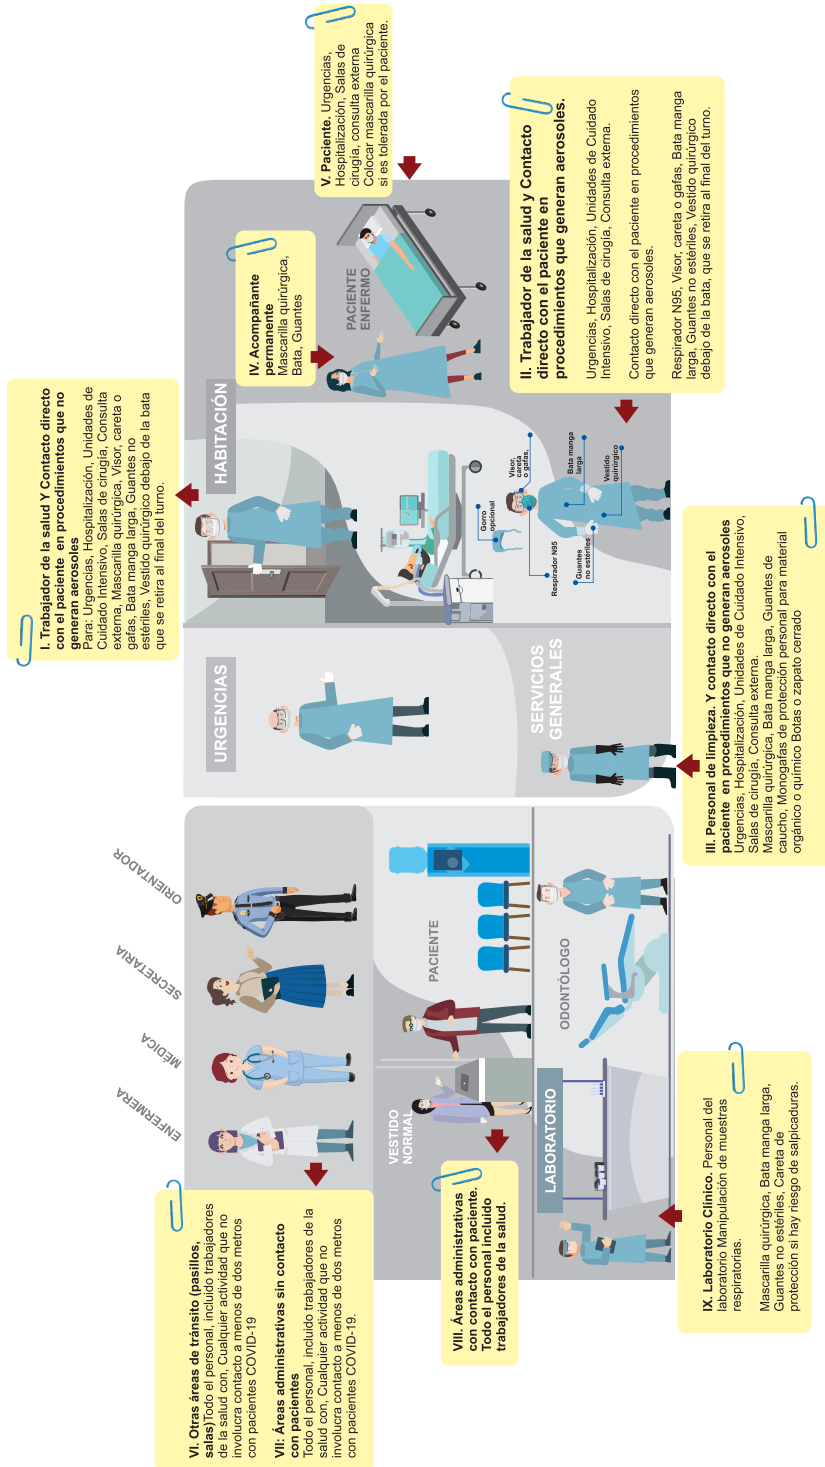 VI. Otras áreas de tránsito (pasillos,
salas)Todo el personal, incluido trabajadores
de la salud con, Cualquier actividad que no
involucra contacto a menos de dos metros
con pacientes COVID-19
VII: Áreas administrativas sin contacto
con pacientes
Todo el personal, incluido trabajadores de la
salud con, Cualquier actividad que no
involucra contacto a menos de dos metros
con pacientes COVID-19.
ENFERMERA
MÉDICA
SECRETARIA
ORIENTADOR
VIII. Áreas administrativas
con contacto con paciente.
Todo el personal incluido
trabajadores de la salud.
VESTIDO
NORMAL
PACIENTE
LABORATORIO
ODONTÓLOGO
IX. Laboratorio Clínico. Personal del
laboratorio Manipulación de muestras
respiratorias.
Mascarilla quirúrgica, Bata manga larga,
Guantes no estériles, Careta de
protección si hay riesgo de salpicaduras.
I. Trabajador de la salud Y Contacto directo
con el paciente en procedimientos que no
generan aerosoles
Para: Urgencias, Hospitalización, Unidades de
Cuidado Intensivo, Salas de cirugía, Consulta
externa, Mascarilla quirúrgica, Visor, careta o
gafas, Bata manga larga, Guantes no
estériles, Vestido quirúrgico debajo de la bata
que se retira al final del turno.
URGENCIAS
HABITACIÓN
SERVICIOS
GENERALES
III. Personal de limpieza. Y contacto directo con el
paciente en procedimientos que no generan aerosoles
Urgencias, Hospitalización, Unidades de Cuidado Intensivo,
Salas de cirugía, Consulta externa.
Mascarilla quirúrgica, Bata manga larga, Guantes de
caucho, Monogafas de protección personal para material
orgánico o químico Botas o zapato cerrado
Gorro
opcional
Visor,
careta
o gafas,
Respirador N95
Bata manga
larga
Guantes
no estériles
Vestido
quirúrgico
IV. Acompañante
permanente
Mascarilla quirúrgica,
Bata, Guantes
PACIENTE
ENFERMO
V. Paciente. Urgencias,
Hospitalización, Salas de
cirugía, consulta externa
Colocar mascarilla quirúrgica
si es tolerada por el paciente.
II. Trabajador de la salud y Contacto
directo con el paciente en
procedimientos que generan aerosoles.
Urgencias, Hospitalización, Unidades de Cuidado
Intensivo, Salas de cirugía, Consulta externa.
Contacto directo con el paciente en procedimientos
que generan aerosoles.
Respirador N95, Visor, careta o gafas, Bata manga
larga, Guantes no estériles, Vestido quirúrgico
debajo de la bata, que se retira al final del turno.